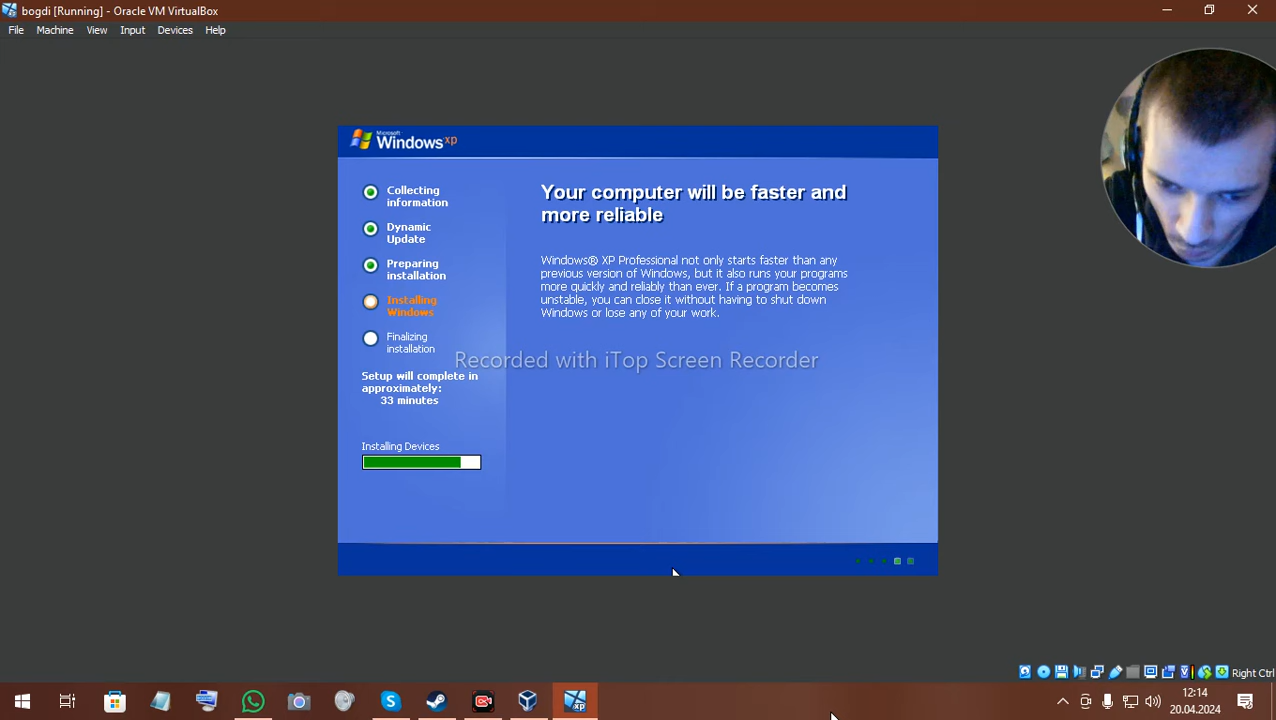 bogdi [Running] - Oracle VM VirtualBox
File Machine View Input Devices Help
Microsoft
Windows xp
Collecting
information
Dynamic
Update
Preparing
installation
Installing
Windows
Finalizing
installation
Setup will complete in
approximately:
33 minutes
Installing Devices
Your computer will be faster and
more reliable
Windows® XP Professional not only starts faster than any
previous version of Windows, but it also runs your programs
more quickly and reliably than ever. If a program becomes
unstable, you can close it without having to shut down
Windows or lose any of your work.
Recorded with iTop Screen Recorder
Right Ctrl
xp
12:14
20.04.2024